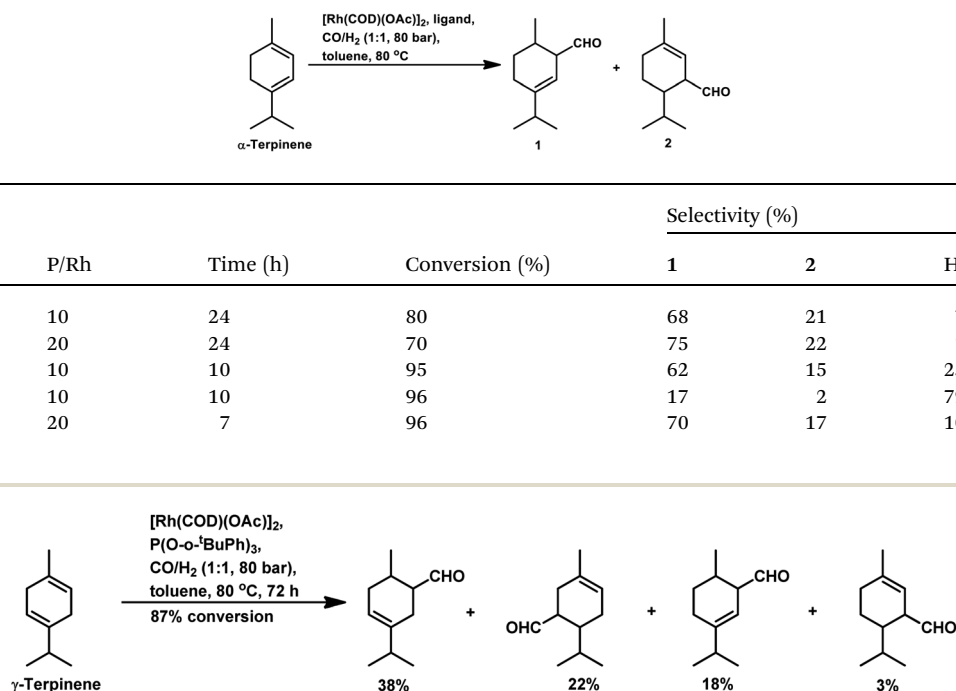 [Rh(COD)(OAc)]2, ligand,
CO/H2 (1:1, 80 bar),
toluene, 80 °C
CHO
+
CHO
α-Terpinene
1
2
Selectivity (%)
P/Rh Time (h) Conversion (%) 1 2
10 24 80 68 21
20 24 70 75 22
10 10 95 62 15
10 10 96 17 2
20 7 96 70 17
[Rh(COD)(OAc)]2,
P(O-o-tBuPh)3,
CO/H2 (1:1, 80 bar),
toluene, 80 °C, 72 h
87% conversion
CHO
+
OHC
+
CHO
+
CHO
γ-Terpinene
38%
22%
18%
3%